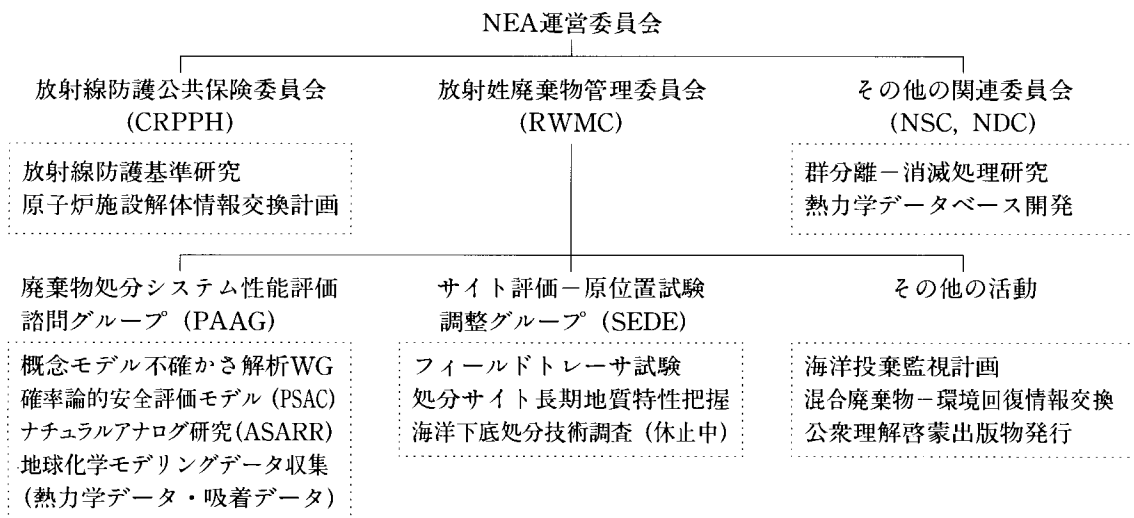 NEA運営委員会
放射線防護公共保険委員会
(CRPPH)
放射線防護基準研究
原子炉施設解体情報交換計画
放射姓廃棄物管理委員会
(RWMC)
その他の関連委員会
(NSC, NDC)
群分離－消滅処理研究
熱力学データベース開発
廃棄物処分システム性能評価
諮問グループ (PAAG)
概念モデル不確かさ解析WG
確率論的安全評価モデル (PSAC)
ナチュラルアナログ研究(ASARR)
地球化学モデリングデータ収集
(熱力学データ・吸着データ)
サイト評価－原位置試験
調整グループ (SEDE)
フィールドトレーサ試験
処分サイト長期地質特性把握
海洋下底処分技術調査 (休止中)
その他の活動
海洋投棄監視計画
混合廃棄物－環境回復情報交換
公衆理解啓蒙出版物発行